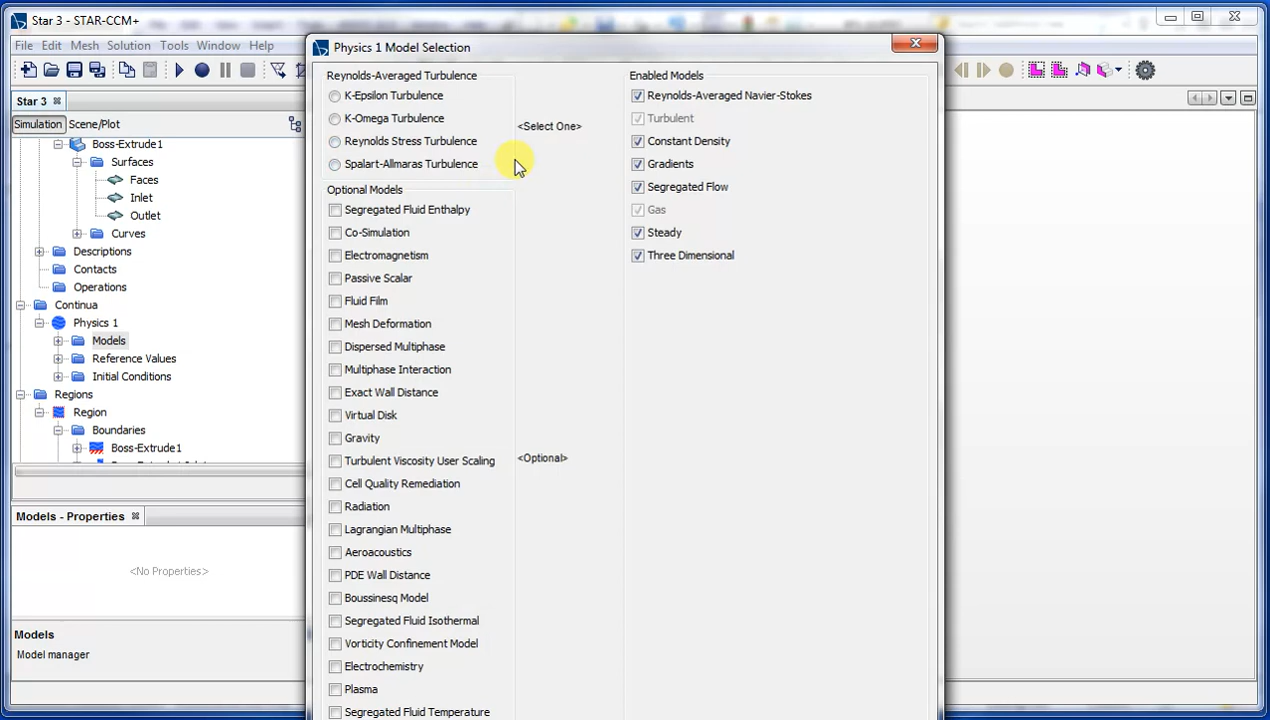 Star 3 - STAR-CCM+
File Edit Mesh Solution Tools Window Help
Star 3
Simulation Scene/Plot
Boss-Extrude1
Surfaces
Faces
Inlet
Outlet
Curves
Descriptions
Contacts
Operations
Continua
Physics 1
Models
Reference Values
Initial Conditions
Regions
Region
Boundaries
Boss-Extrude1
Models - Properties
<No Properties>
Models
Model manager
Physics 1 Model Selection
Reynolds-Averaged Turbulence
K-Epsilon Turbulence
K-Omega Turbulence
Reynolds Stress Turbulence
Spalart-Allmaras Turbulence
<Select One>
Optional Models
Segregated Fluid Enthalpy
Co-Simulation
Electromagnetism
Passive Scalar
Fluid Film
Mesh Deformation
Dispersed Multiphase
Multiphase Interaction
Exact Wall Distance
Virtual Disk
Gravity
Turbulent Viscosity User Scaling
Cell Quality Remediation
Radiation
Lagrangian Multiphase
Aeroacoustics
PDE Wall Distance
Boussinesq Model
Segregated Fluid Isothermal
Vorticity Confinement Model
Electrochemistry
Plasma
Segregated Fluid Temperature
<Optional>
Enabled Models
Reynolds-Averaged Navier-Stokes
Turbulent
Constant Density
Gradients
Segregated Flow
Gas
Steady
Three Dimensional